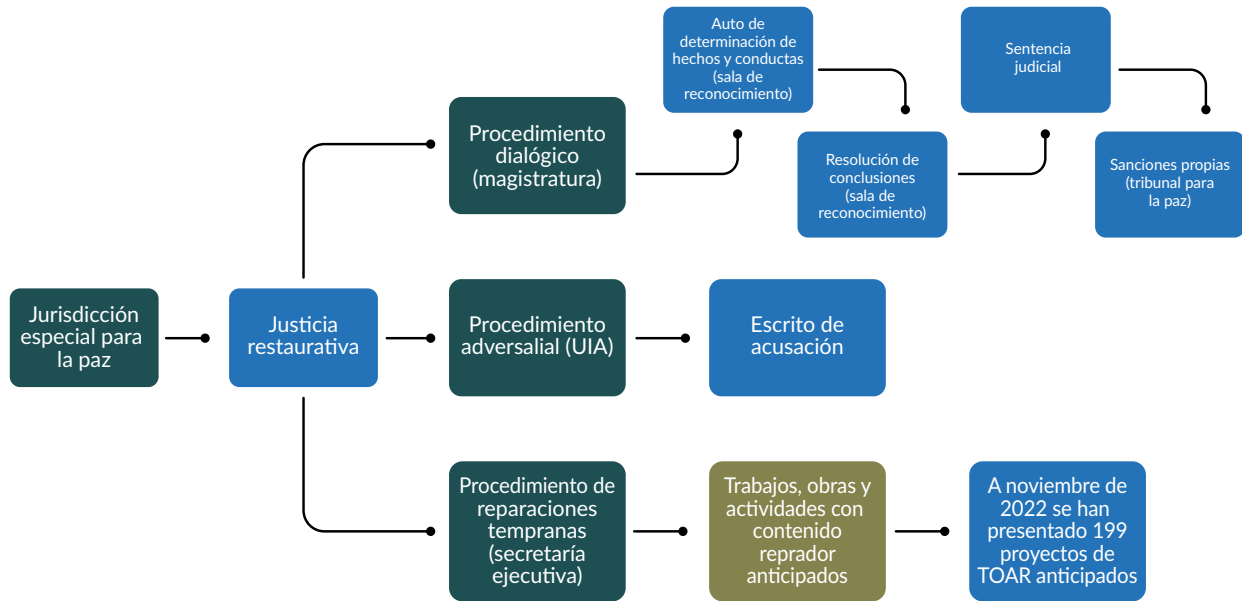 Jurisdicción
especial para
la paz
Justicia
restaurativa
Procedimiento
dialógico
(magistratura)
Auto de
determinación de
hechos y conductas
(sala de
reconocimiento)
Resolución de
conclusiones
(sala de
reconocimiento)
Sentencia
judicial
Sanciones propias
(tribunal para
la paz)
Procedimiento
adversalial (UIA)
Escrito de
acusación
Procedimiento de
reparaciones
tempranas
(secretaría
ejecutiva)
Trabajos, obras y
actividades con
contenido
reprador
anticipados
A noviembre de
2022 se han
presentado 199
proyectos de
TOAR anticipados